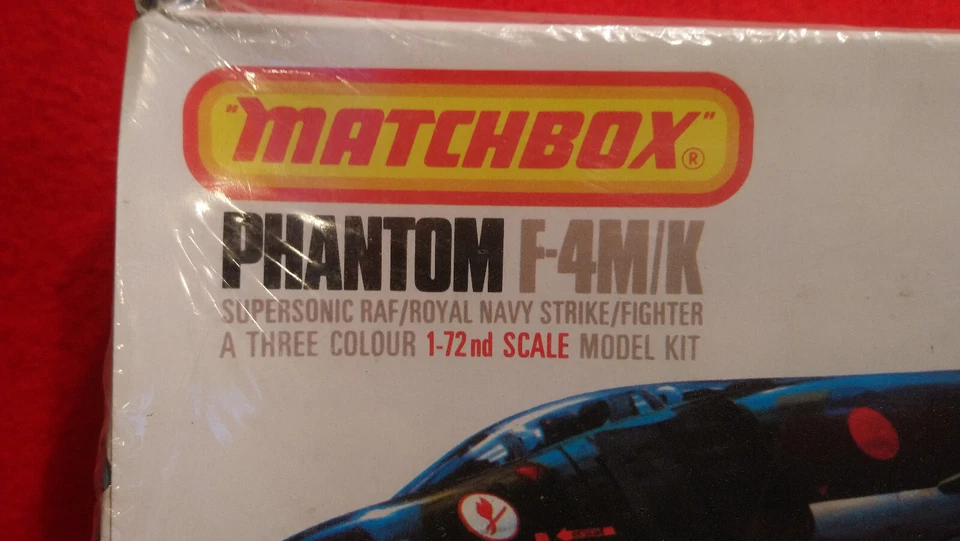 "MATCHBOX"®
PHANTOM F-4M/K
SUPERSONIC RAF/ROYAL NAVY STRIKE/FIGHTER
A THREE COLOUR 1-72nd SCALE MODEL KIT